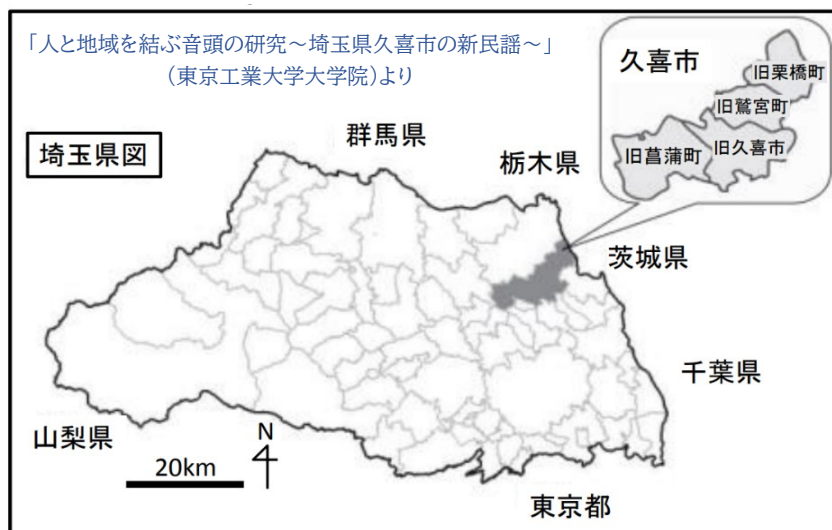 「人と地域を結ぶ音頭の研究～埼玉県久喜市の新民謡～」
(東京工業大学大学院)より
久喜市
旧栗橋町
旧鷲宮町
旧菖蒲町
旧久喜市
埼玉県図
群馬県
栃木県
茨城県
千葉県
山梨県
N
20km
東京都